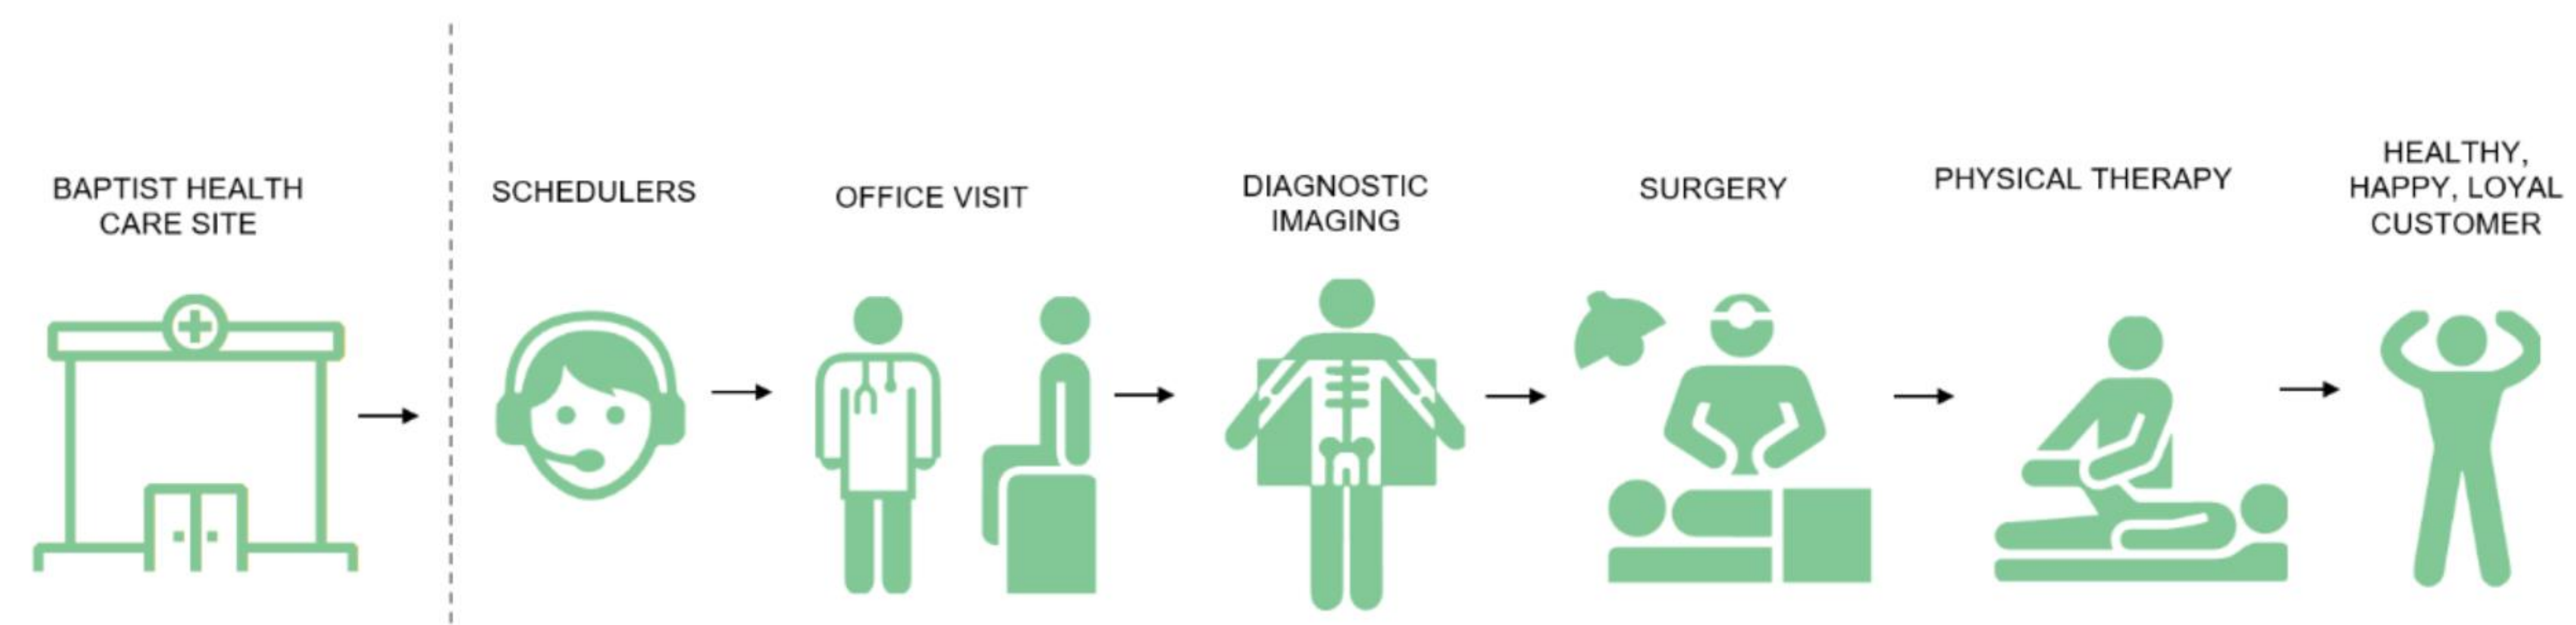 BAPTIST HEALTH
CARE SITE
SCHEDULERS
OFFICE VISIT
DIAGNOSTIC
IMAGING
SURGERY
PHYSICAL THERAPY
HEALTHY,
HAPPY, LOYAL
CUSTOMER